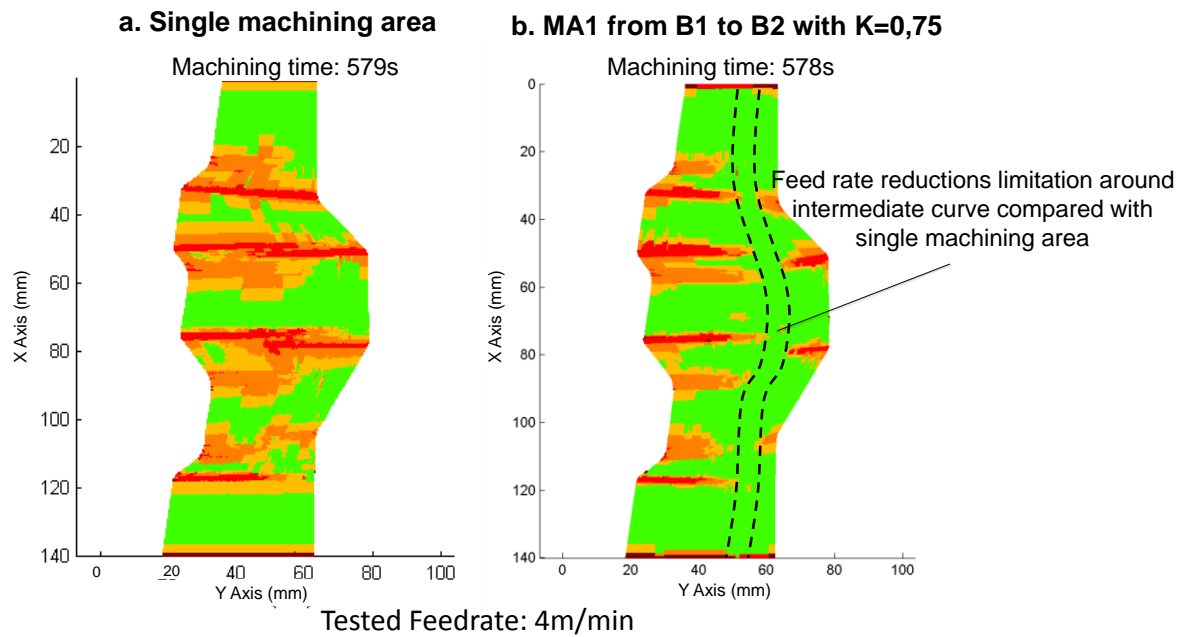 a. Single machining area
b. MA1 from B1 to B2 with K=0,75
Machining time: 579s
Machining time: 578s
20
40
60
80
100
120
140
X Axis (mm)
0
20
40
60
80
100
Y Axis (mm)
0
20
40
60
80
100
120
140
X Axis (mm)
0
20
40
60
80
100
Y Axis (mm)
Feed rate reductions limitation around
intermediate curve compared with
single machining area
Tested Feedrate: 4m/min